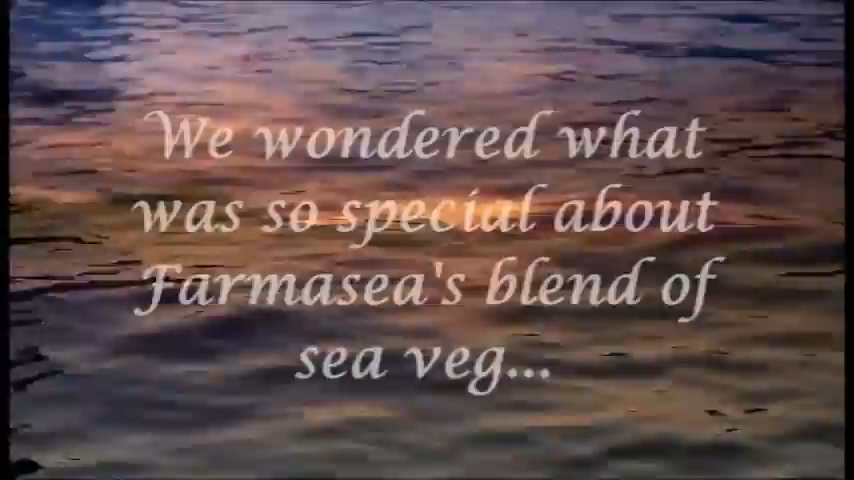 We wondered what
was so special about
Farmasea's blend of
sea veg...